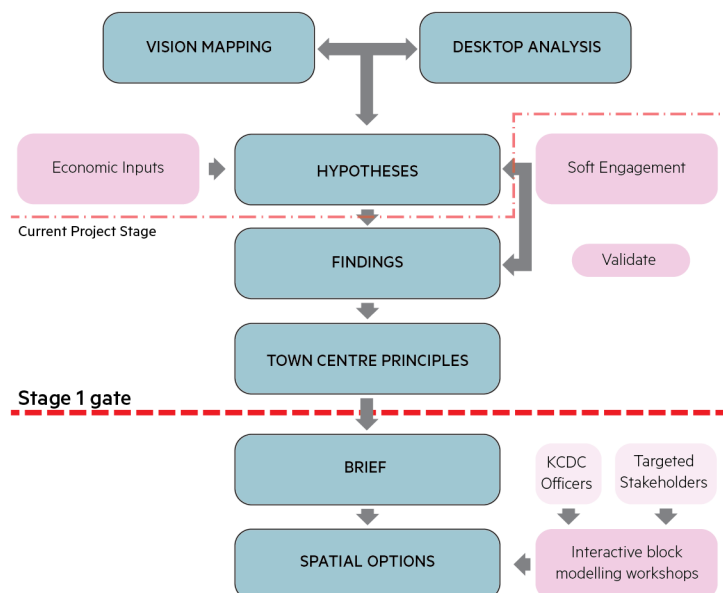 VISION MAPPING
DESKTOP ANALYSIS
Economic Inputs
HYPOTHESES
Soft Engagement
Current Project Stage
FINDINGS
Validate
TOWN CENTRE PRINCIPLES
Stage 1 gate
BRIEF
KCDC
Officers
Targeted
Stakeholders
SPATIAL OPTIONS
Interactive block
modelling workshops